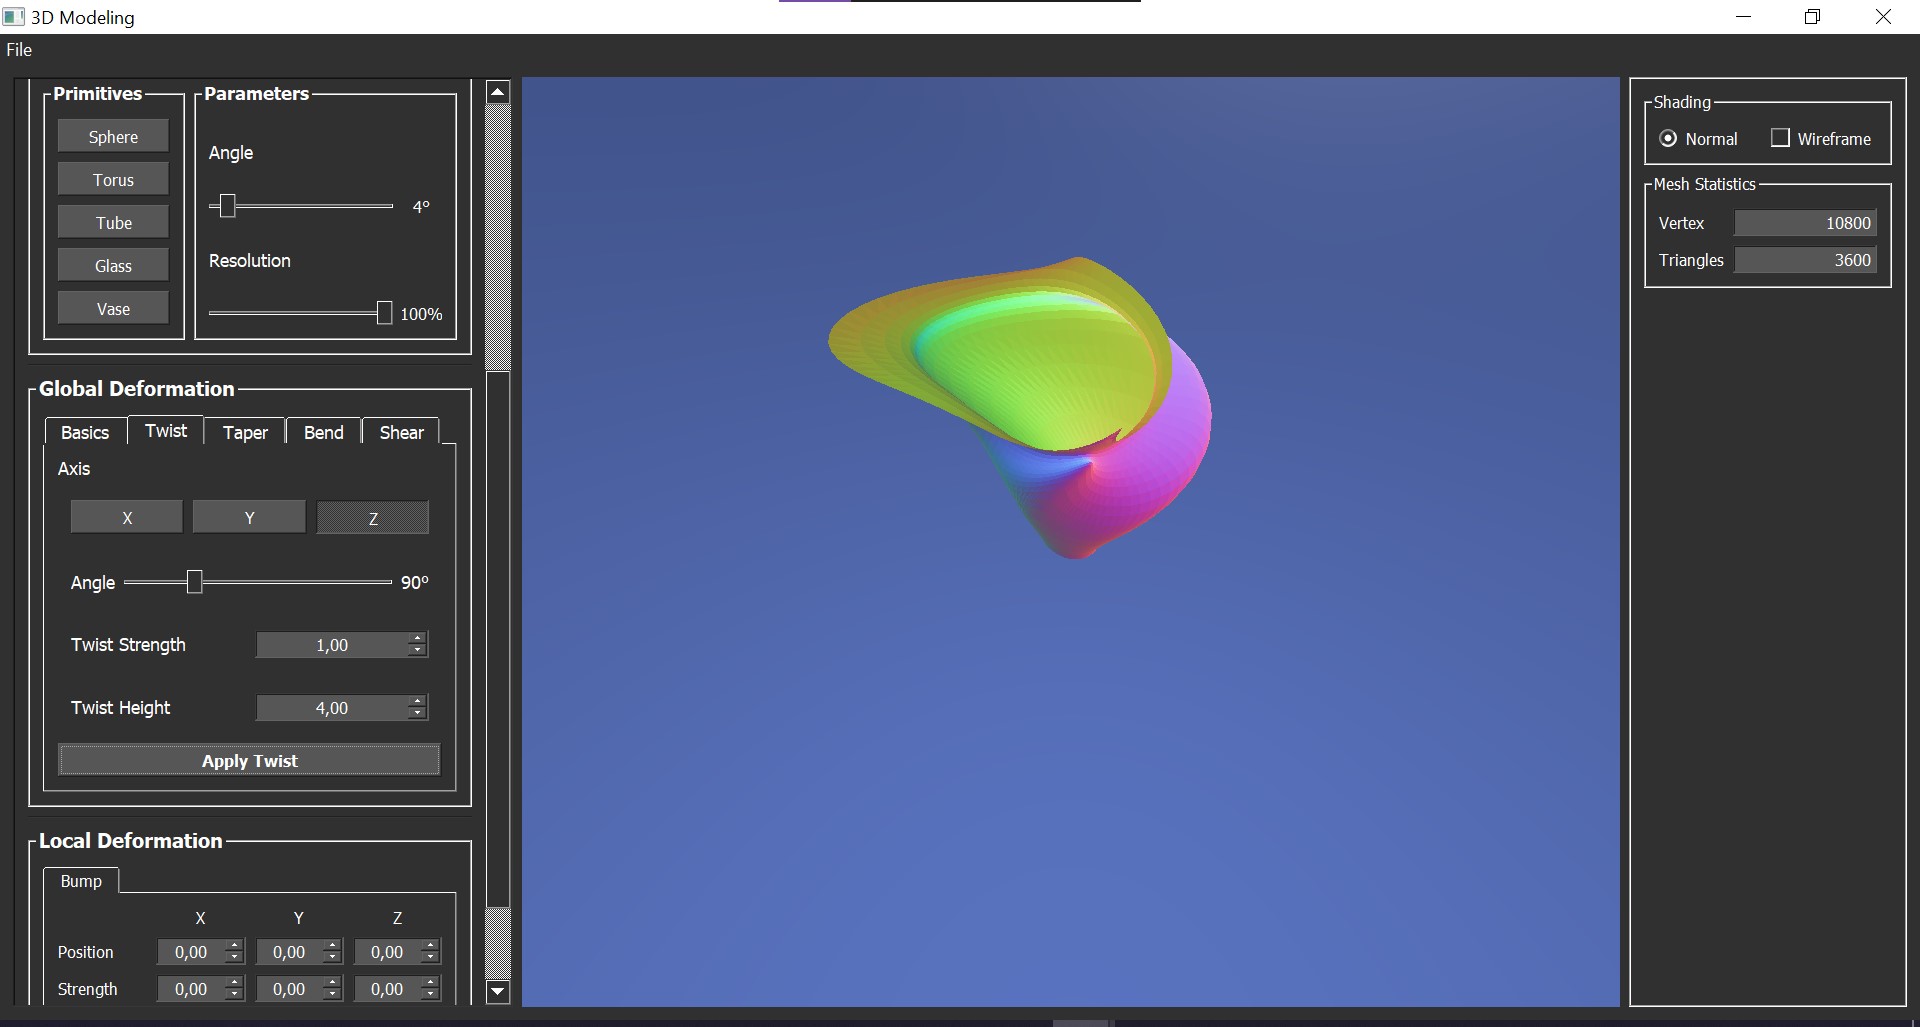 3D Modeling
File
Primitives
Sphere
Torus
Tube
Glass
Vase
Parameters
Angle
4º
Resolution
100%
Global Deformation
Basics Twist Taper Bend Shear
Axis
X Y Z
Angle 90º
Twist Strength 1,00
Twist Height 4,00
Apply Twist
Local Deformation
Bump
X Y Z
Position 0,00 0,00 0,00
Strength 0,00 0,00 0,00
Shading
Normal Wireframe
Mesh Statistics
Vertex 10800
Triangles 3600